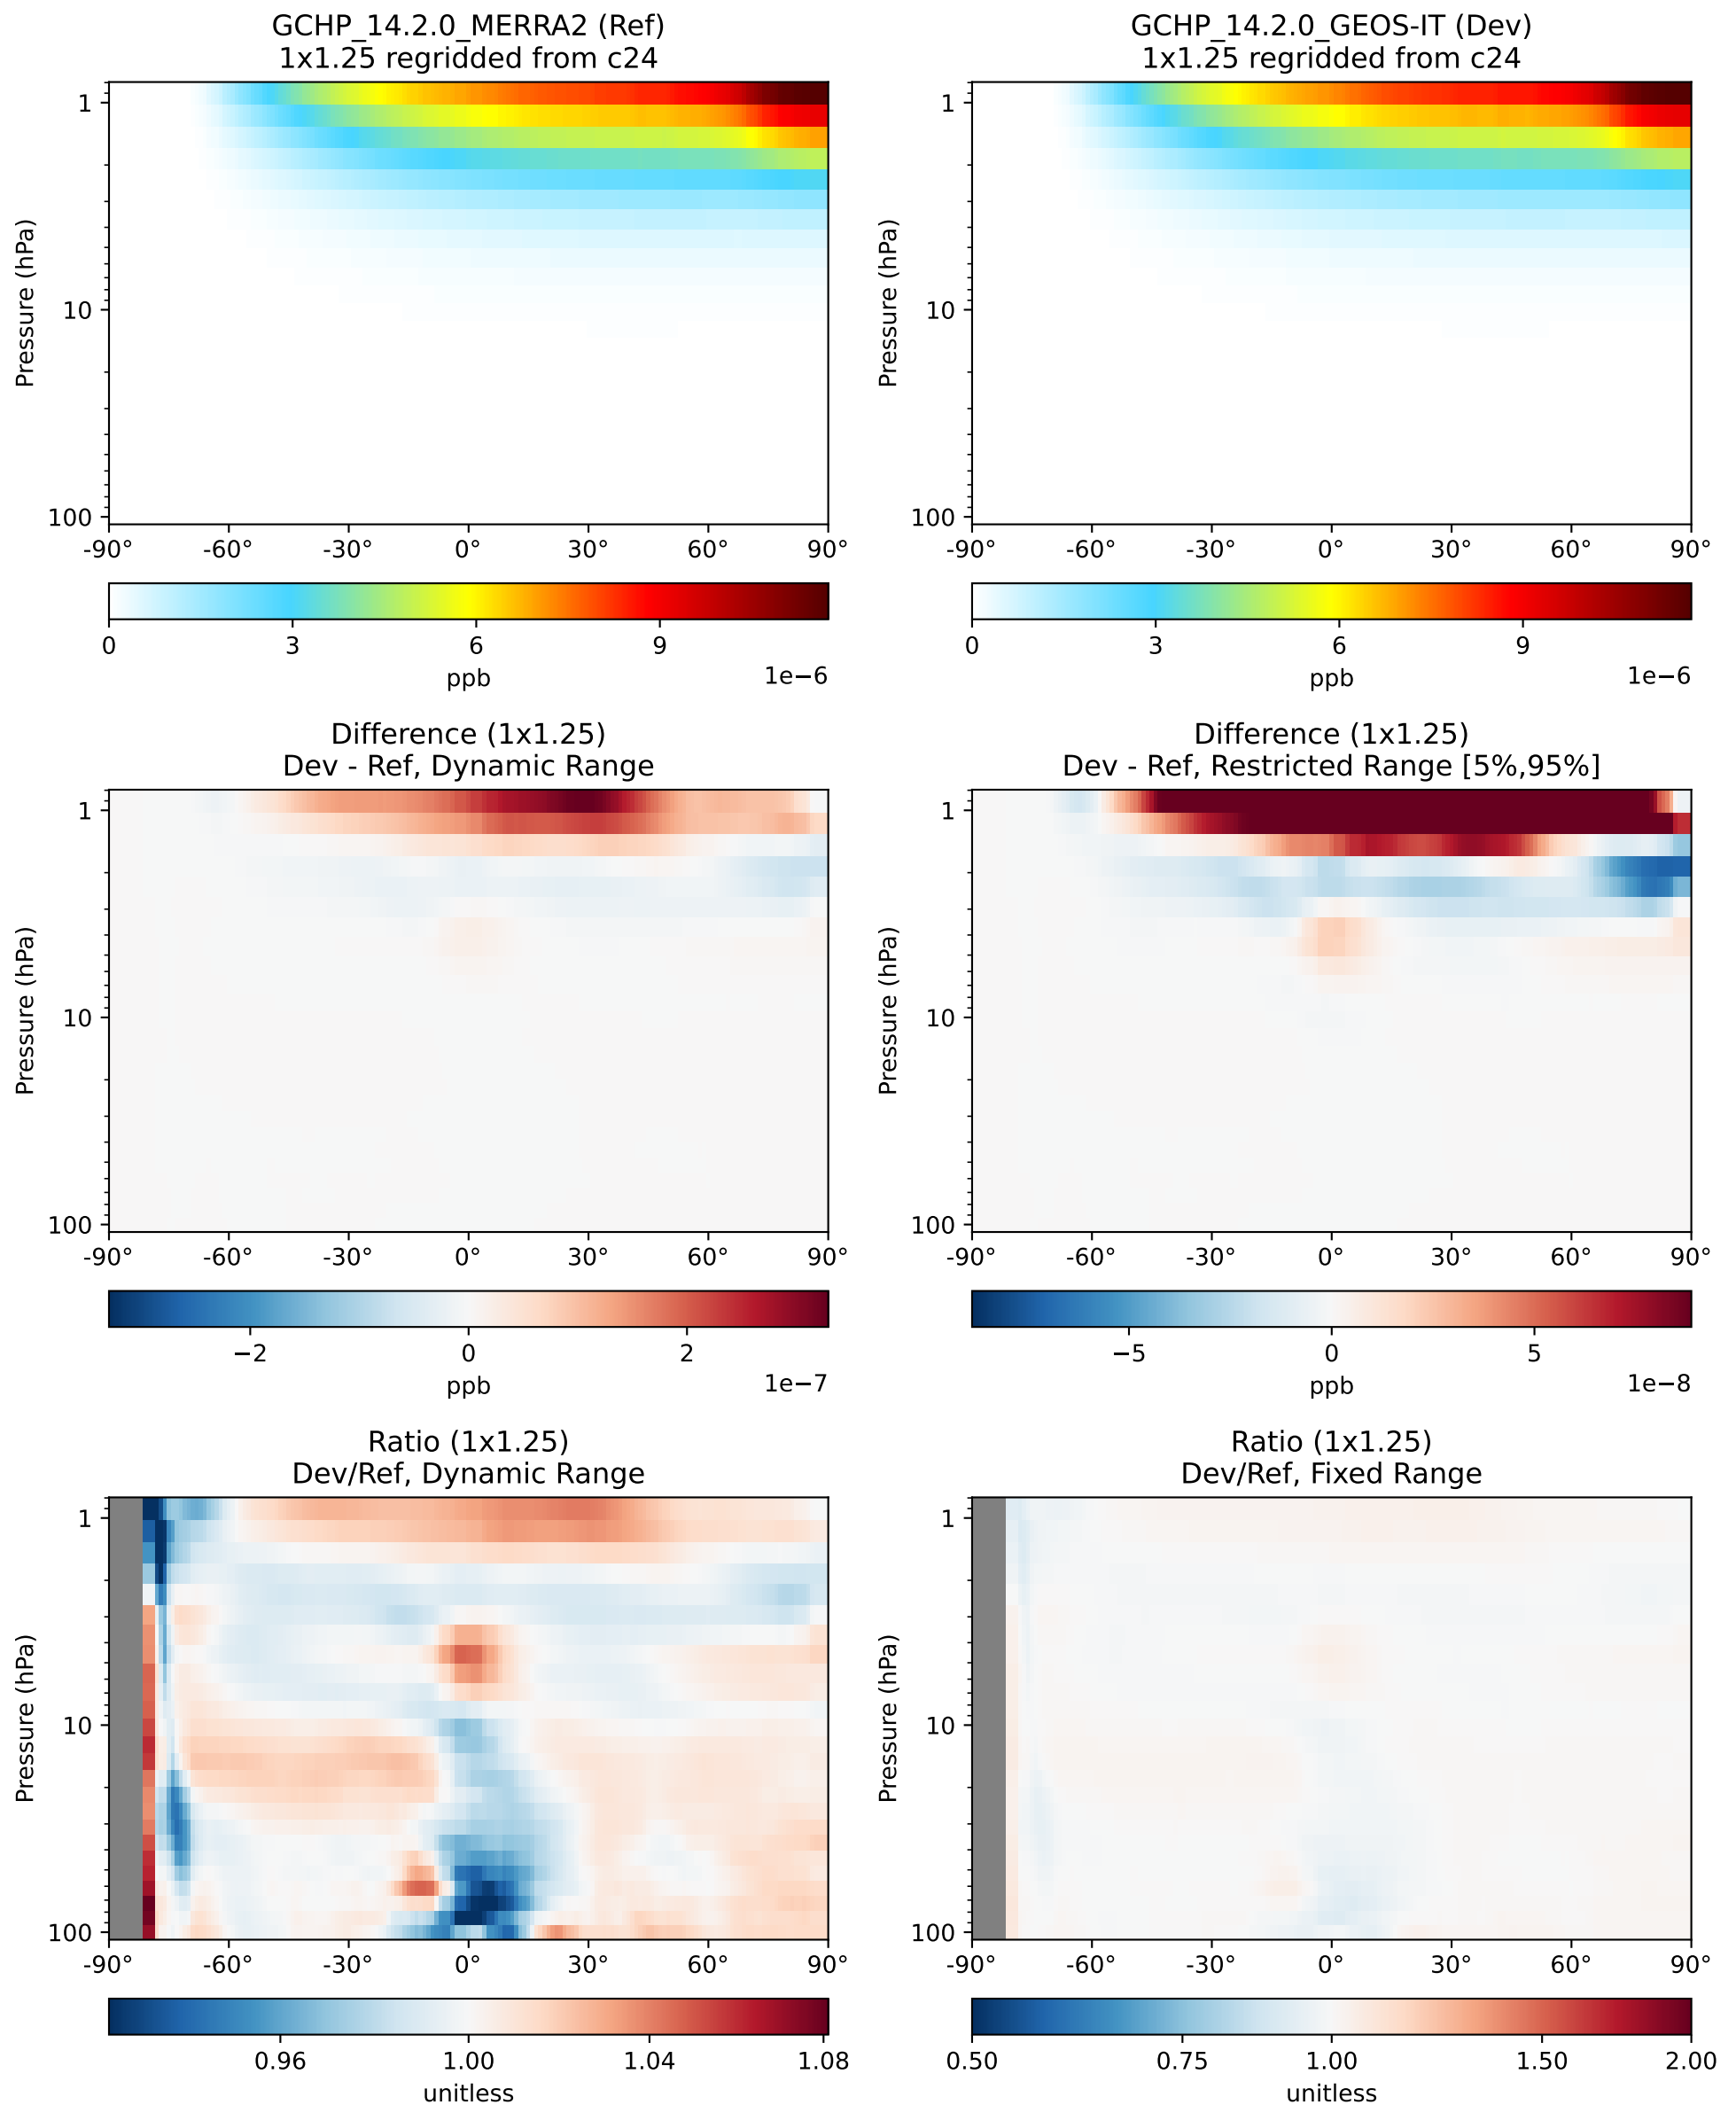 GCHP_14.2.0_MERRA2 (Ref)
1x1.25 regridded from c24
Pressure (hPa)
1
10
100
-90° -60° -30° 0° 30° 60° 90°
0 3 6 9
ppb
1e−6
GCHP_14.2.0_GEOS-IT (Dev)
1x1.25 regridded from c24
Pressure (hPa)
1
10
100
-90° -60° -30° 0° 30° 60° 90°
0 3 6 9
ppb
1e−6
Difference (1x1.25)
Dev - Ref, Dynamic Range
Pressure (hPa)
1
10
100
-90° -60° -30° 0° 30° 60° 90°
−2 0 2
ppb
1e−7
Difference (1x1.25)
Dev - Ref, Restricted Range [5%,95%]
Pressure (hPa)
1
10
100
-90° -60° -30° 0° 30° 60° 90°
−5 0 5
ppb
1e−8
Ratio (1x1.25)
Dev/Ref, Dynamic Range
Pressure (hPa)
1
10
100
-90° -60° -30° 0° 30° 60° 90°
0.96 1.00 1.04 1.08
unitless
Ratio (1x1.25)
Dev/Ref, Fixed Range
Pressure (hPa)
1
10
100
-90° -60° -30° 0° 30° 60° 90°
0.50 0.75 1.00 1.50 2.00
unitless